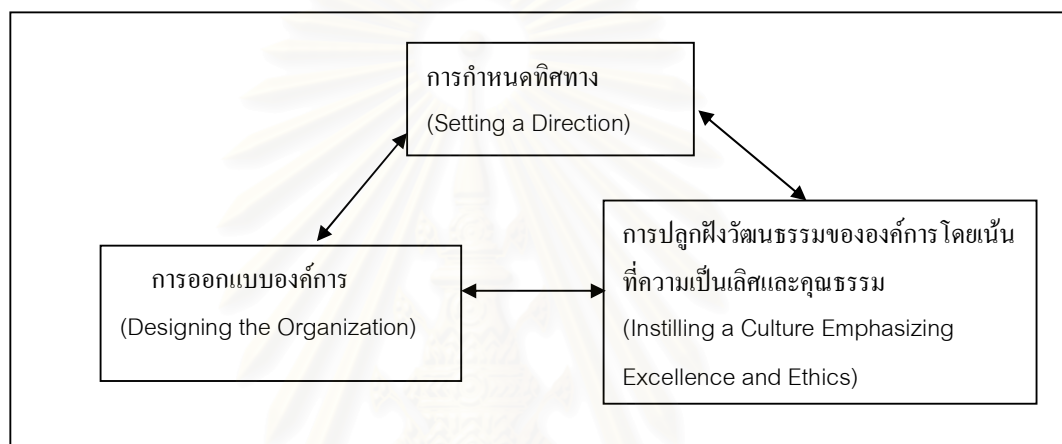 การกำหนดทิศทาง
(Setting a Direction)
การออกแบบองค์การ
(Designing the Organization)
การปลูกฝังวัฒนธรรมขององค์การ โดยเน้น
ที่ความเป็นเลิศและคุณธรรม
(Instilling a Culture Emphasizing
Excellence and Ethics)